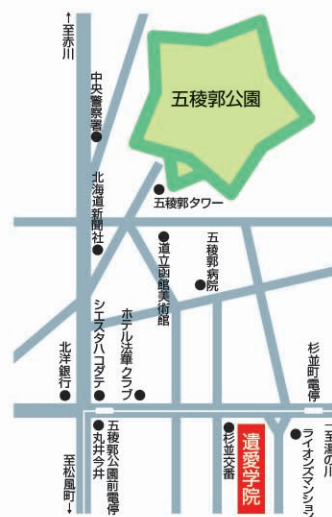 ←至赤川
五稜郭公園
中央警察署
五稜郭タワー
北海道新聞社
道立函館美術館
五稜郭病院
シエスタハコダテ
ホテル法華クラブ
北洋銀行
杉並町電停
至湯の川→
五稜郭公園前電停
丸井今井
至松風町→
杉並交番
遺愛学院
ライオンズマンション